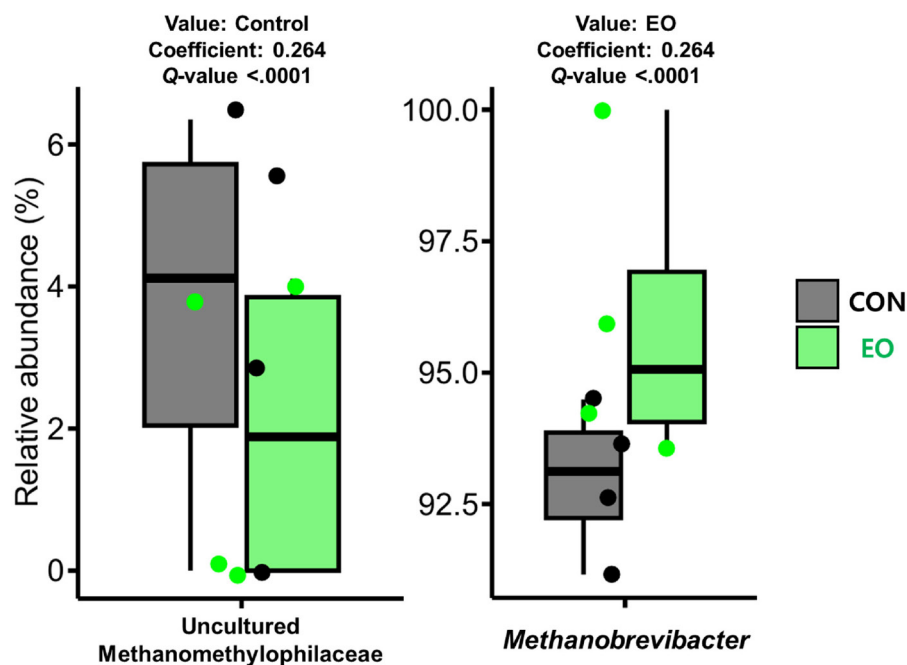 Value: Control
Coefficient: 0.264
Q-value <.0001
Value: EO
Coefficient: 0.264
Q-value <.0001
Relative abundance (%)
6
4
2
0
100.0
97.5
95.0
92.5
CON
EO
Uncultured
Methanomethylophilaceae
Methanobrevibacter